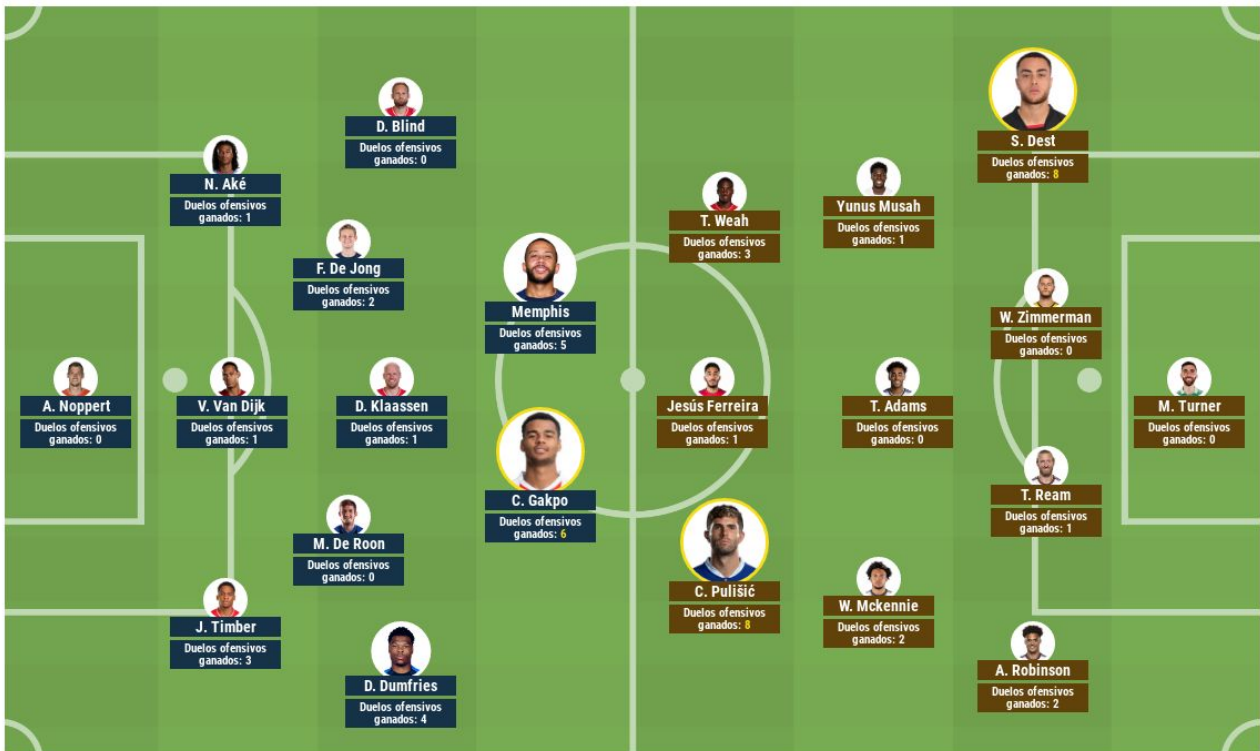 D. Blind
Duelos ofensivos
ganados: 0
N. Aké
Duelos ofensivos
ganados: 1
F. De Jong
Duelos ofensivos
ganados: 2
Memphis
Duelos ofensivos
ganados: 5
A. Noppert
Duelos ofensivos
ganados: 0
V. Van Dijk
Duelos ofensivos
ganados: 1
D. Klaassen
Duelos ofensivos
ganados: 1
C. Gakpo
Duelos ofensivos
ganados: 6
M. De Roon
Duelos ofensivos
ganados: 0
J. Timber
Duelos ofensivos
ganados: 3
D. Dumfries
Duelos ofensivos
ganados: 4
S. Dest
Duelos ofensivos
ganados: 8
T. Weah
Duelos ofensivos
ganados: 3
Yunus Musah
Duelos ofensivos
ganados: 1
W. Zimmerman
Duelos ofensivos
ganados: 0
Jesús Ferreira
Duelos ofensivos
ganados: 1
T. Adams
Duelos ofensivos
ganados: 0
M. Turner
Duelos ofensivos
ganados: 0
T. Ream
Duelos ofensivos
ganados: 1
C. Pulišić
Duelos ofensivos
ganados: 8
W. Mckennie
Duelos ofensivos
ganados: 2
A. Robinson
Duelos ofensivos
ganados: 2